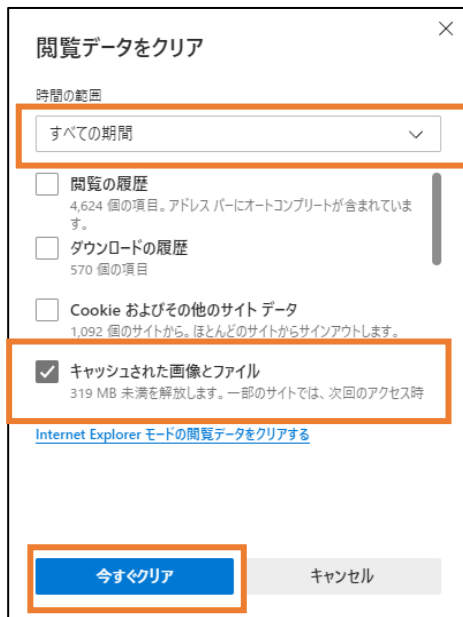 閲覧データをクリア
時間の範囲
すべての期間
閲覧の履歴
4,624 個の項目。アドレス バーにオートコンプリートが含まれていま
す。
ダウンロードの履歴
570 個の項目
Cookie およびその他のサイト データ
1,092 個のサイトから。ほとんどのサイトからサインアウトします。
キャッシュされた画像とファイル
319 MB 未満を解放します。一部のサイトでは、次回のアクセス時
Internet Explorer モードの閲覧データをクリアする
今すぐクリア
キャンセル